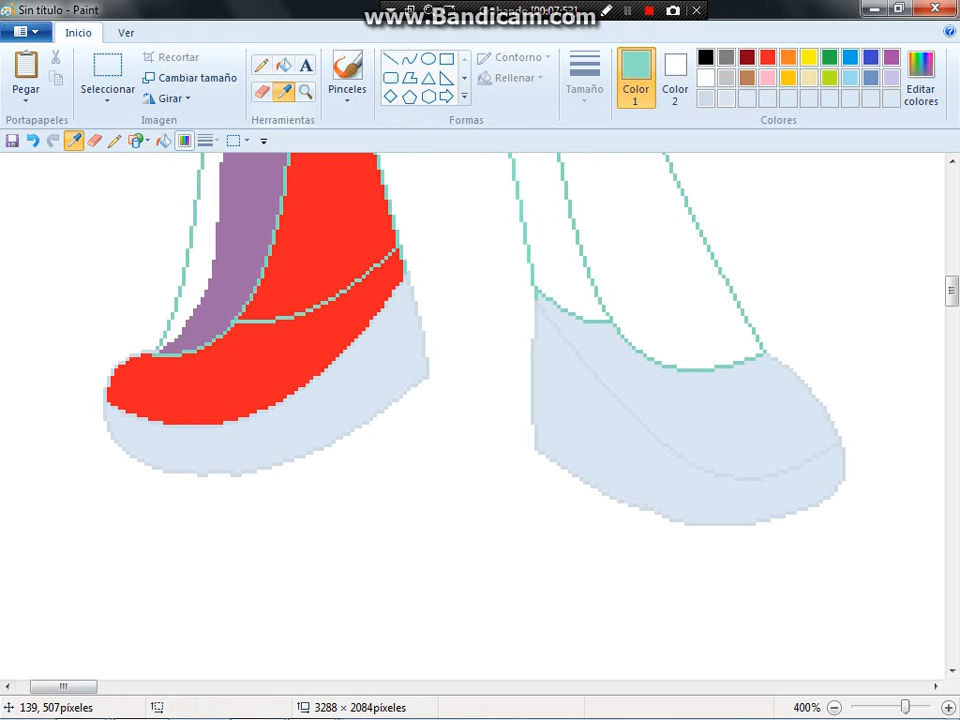 Sin título - Paint
www.Bandicam.com
Inicio
Ver
Pegar
Portapapeles
Seleccionar
Recortar
Cambiar tamaño
Girar
Imagen
A
Herramientas
Pinceles
Contorno
Rellenar
Formas
Tamaño
Color 1
Color 2
Editar colores
Colores
139, 507píxeles
3288 × 2084píxeles
400%